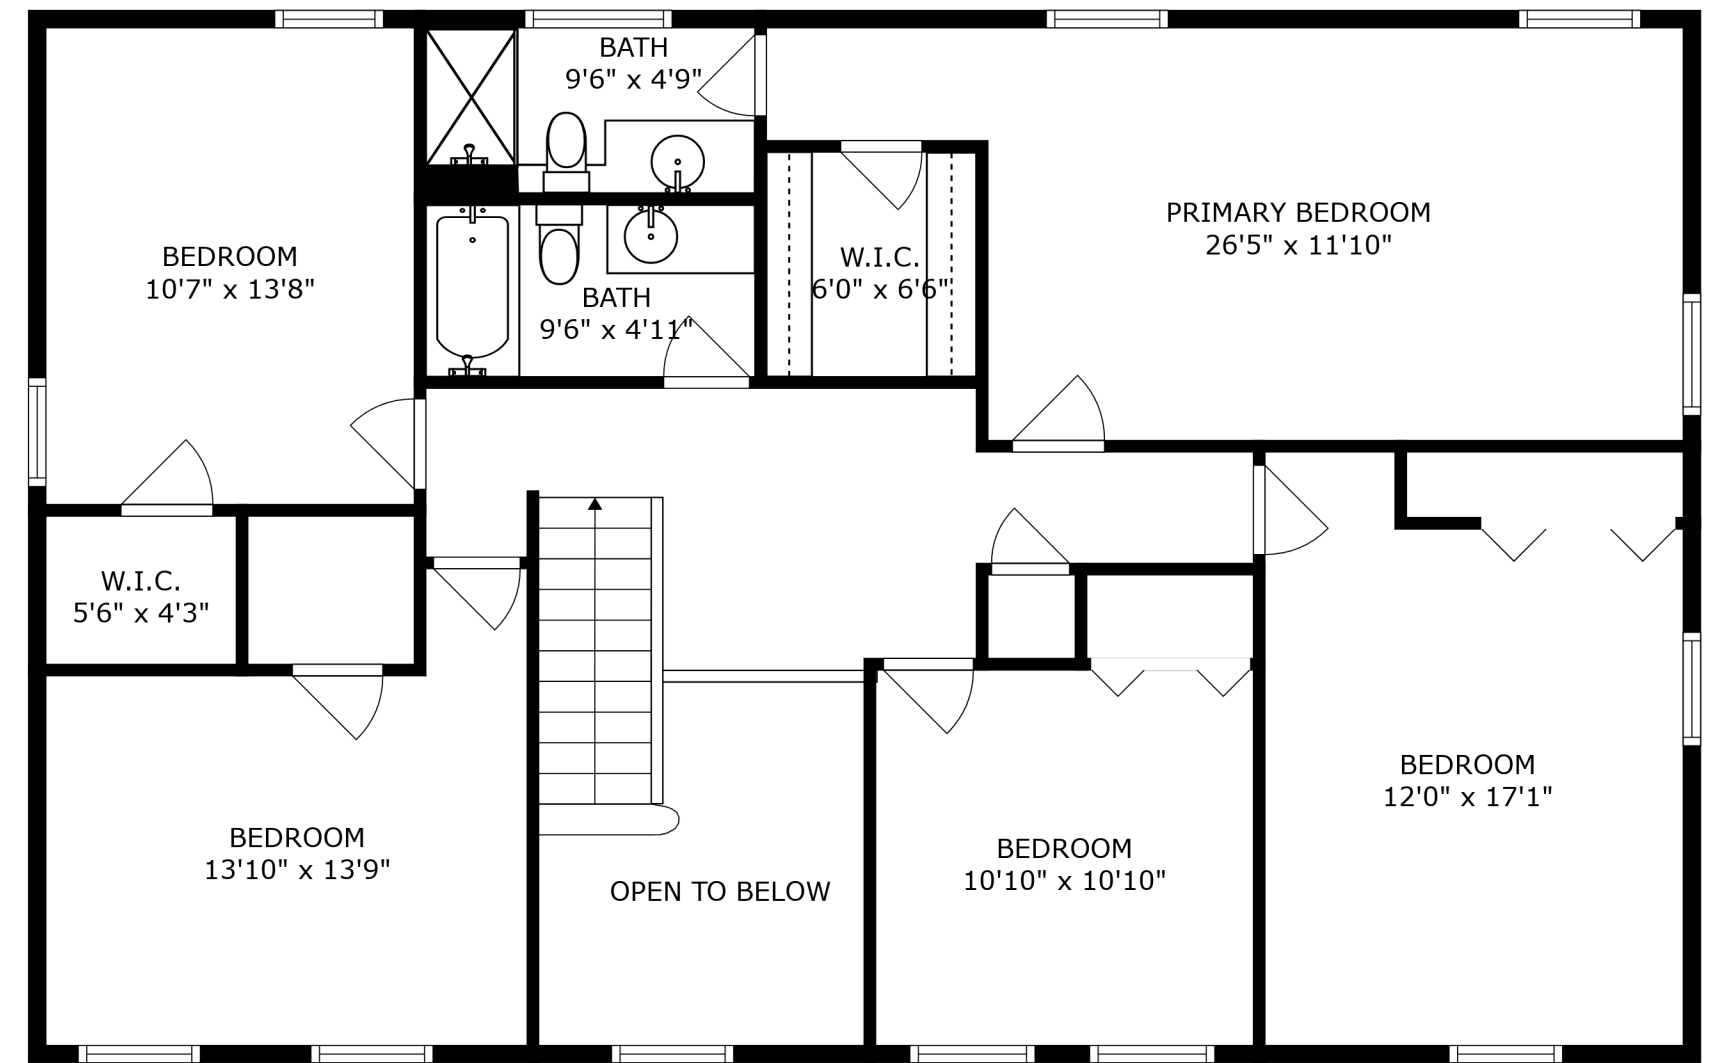 BATH
9'6" x 4'9"
PRIMARY BEDROOM
26'5" x 11'10"
BEDROOM
10'7" x 13'8"
W.I.C.
6'0" x 6'6"
BATH
9'6" x 4'11"
W.I.C.
5'6" x 4'3"
BEDROOM
12'0" x 17'1"
BEDROOM
13'10" x 13'9"
BEDROOM
10'10" x 10'10"
OPEN TO BELOW